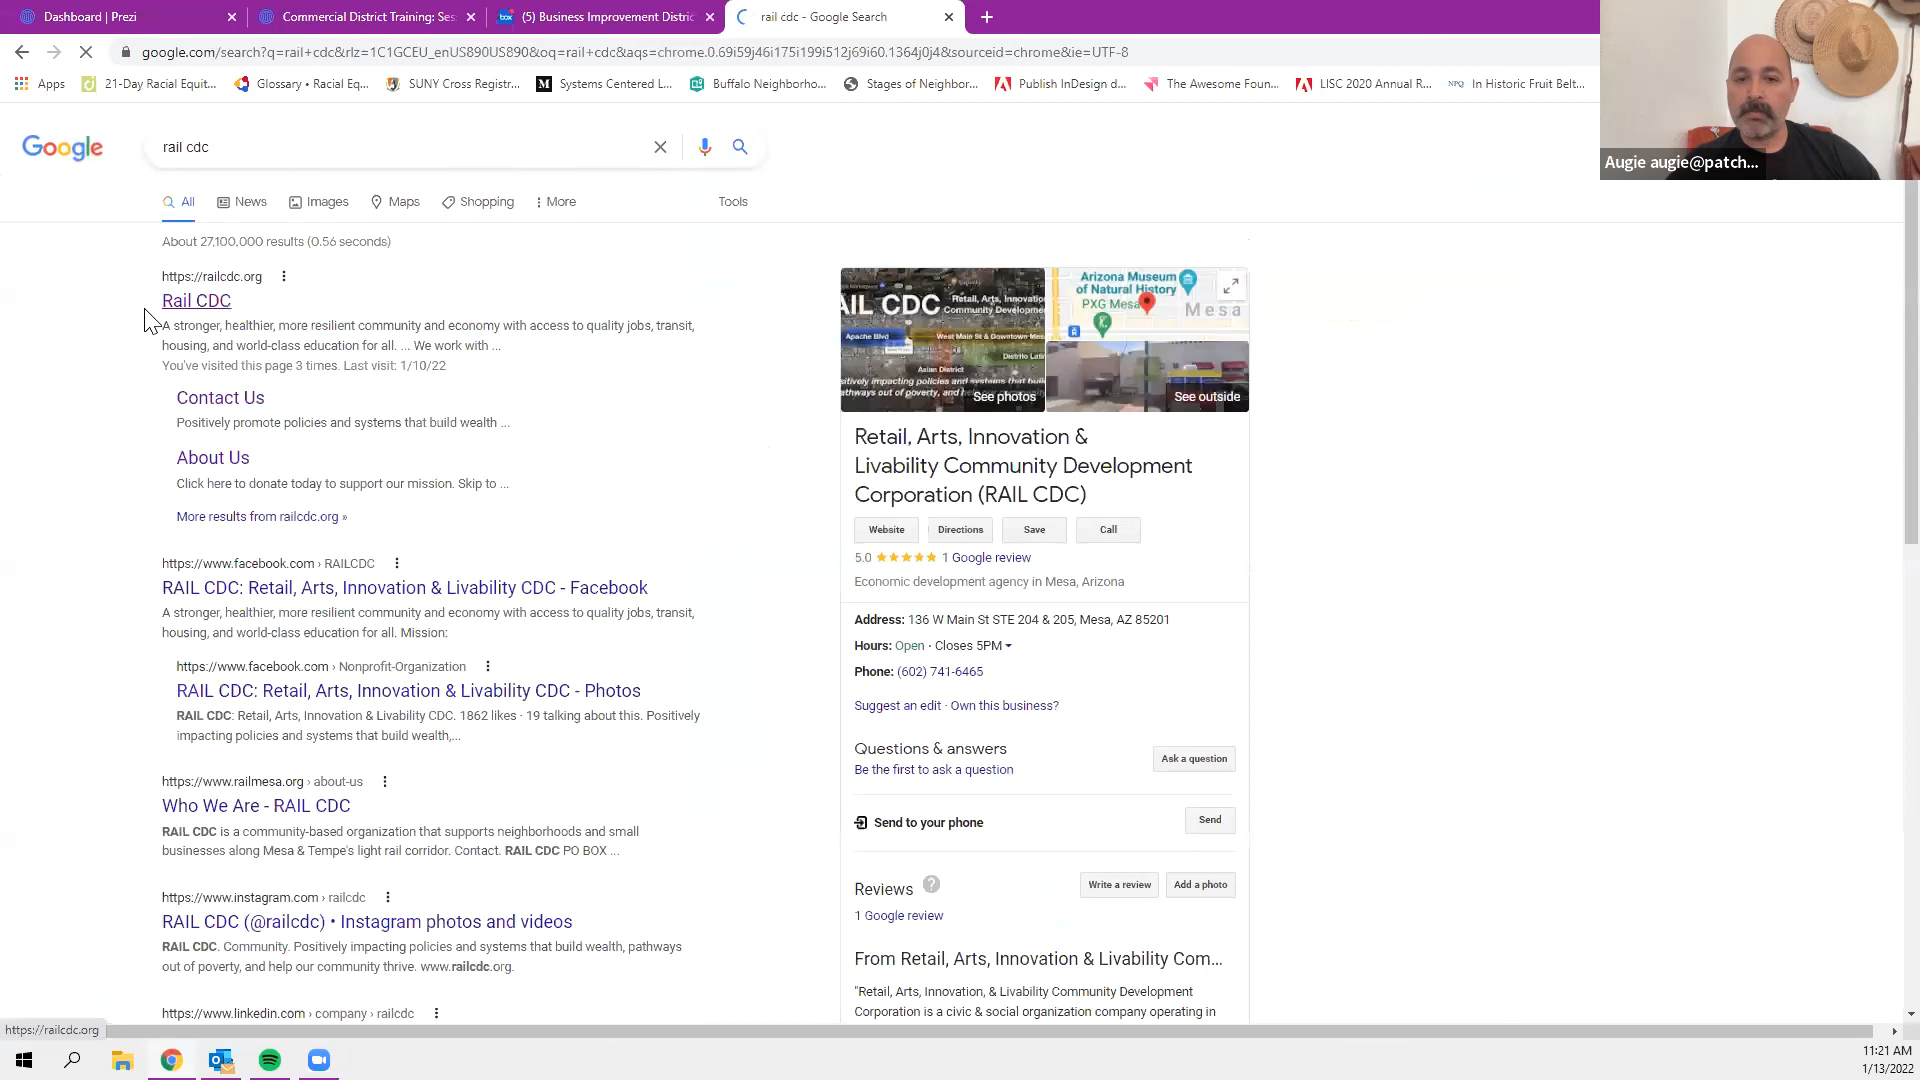 Dashboard | Prezi
Commercial District Training: Ses
box
(5) Business Improvement Distric
rail cdc - Google Search
google.com/search?q=rail+cdc&rlz=1C1GCEU_enUS890US890&oq=rail+cdc&aqs=chrome.0.69i59j46i175i199i512j69i60.1364j0j4&sourceid=chrome&ie=UTF-8
Apps
21-Day Racial Equit...
Glossary • Racial Eq...
SUNY Cross Registr...
Systems Centered L...
Buffalo Neighborho...
Stages of Neighbor...
Publish InDesign d...
The Awesome Foun...
LISC 2020 Annual R...
NPQ
In Historic Fruit Belt...
Augie augie@patch...
Google
rail cdc
All
News
Images
Maps
Shopping
More
Tools
About 27,100,000 results (0.56 seconds)
https://railcdc.org
Rail CDC
A stronger, healthier, more resilient community and economy with access to quality jobs, transit,
housing, and world-class education for all. ... We work with ...
You've visited this page 3 times. Last visit: 1/10/22
Contact Us
Positively promote policies and systems that build wealth ...
About Us
Click here to donate today to support our mission. Skip to ...
More results from railcdc.org »
https://www.facebook.com › RAILCDC
RAIL CDC: Retail, Arts, Innovation & Livability CDC - Facebook
A stronger, healthier, more resilient community and economy with access to quality jobs, transit,
housing, and world-class education for all. Mission:
https://www.facebook.com › Nonprofit-Organization
RAIL CDC: Retail, Arts, Innovation & Livability CDC - Photos
RAIL CDC: Retail, Arts, Innovation & Livability CDC. 1862 likes · 19 talking about this. Positively
impacting policies and systems that build wealth,...
https://www.railmesa.org › about-us
Who We Are - RAIL CDC
RAIL CDC is a community-based organization that supports neighborhoods and small
businesses along Mesa & Tempe's light rail corridor. Contact. RAIL CDC PO BOX ...
https://www.instagram.com › railcdc
RAIL CDC (@railcdc) • Instagram photos and videos
RAIL CDC. Community. Positively impacting policies and systems that build wealth, pathways
out of poverty, and help our community thrive. www.railcdc.org.
https://www.linkedin.com › company › railcdc
https://railcdc.org
AIL CDC
Retail, Arts, Innovation
Community Developme
Apache Blvd
West Main St & Downtown Mes
Asian District
See photos
Arizona Museum
of Natural History
PXG Mesa
Mesa
See outside
Retail, Arts, Innovation &
Livability Community Development
Corporation (RAIL CDC)
Website
Directions
Save
Call
5.0 ★★★★★ 1 Google review
Economic development agency in Mesa, Arizona
Address: 136 W Main St STE 204 & 205, Mesa, AZ 85201
Hours: Open · Closes 5PM
Phone: (602) 741-6465
Suggest an edit · Own this business?
Questions & answers
Be the first to ask a question
Ask a question
Send to your phone
Send
Reviews
Write a review
Add a photo
1 Google review
From Retail, Arts, Innovation & Livability Com...
"Retail, Arts, Innovation, & Livability Community Development
Corporation is a civic & social organization company operating in
11:21 AM
1/13/2022